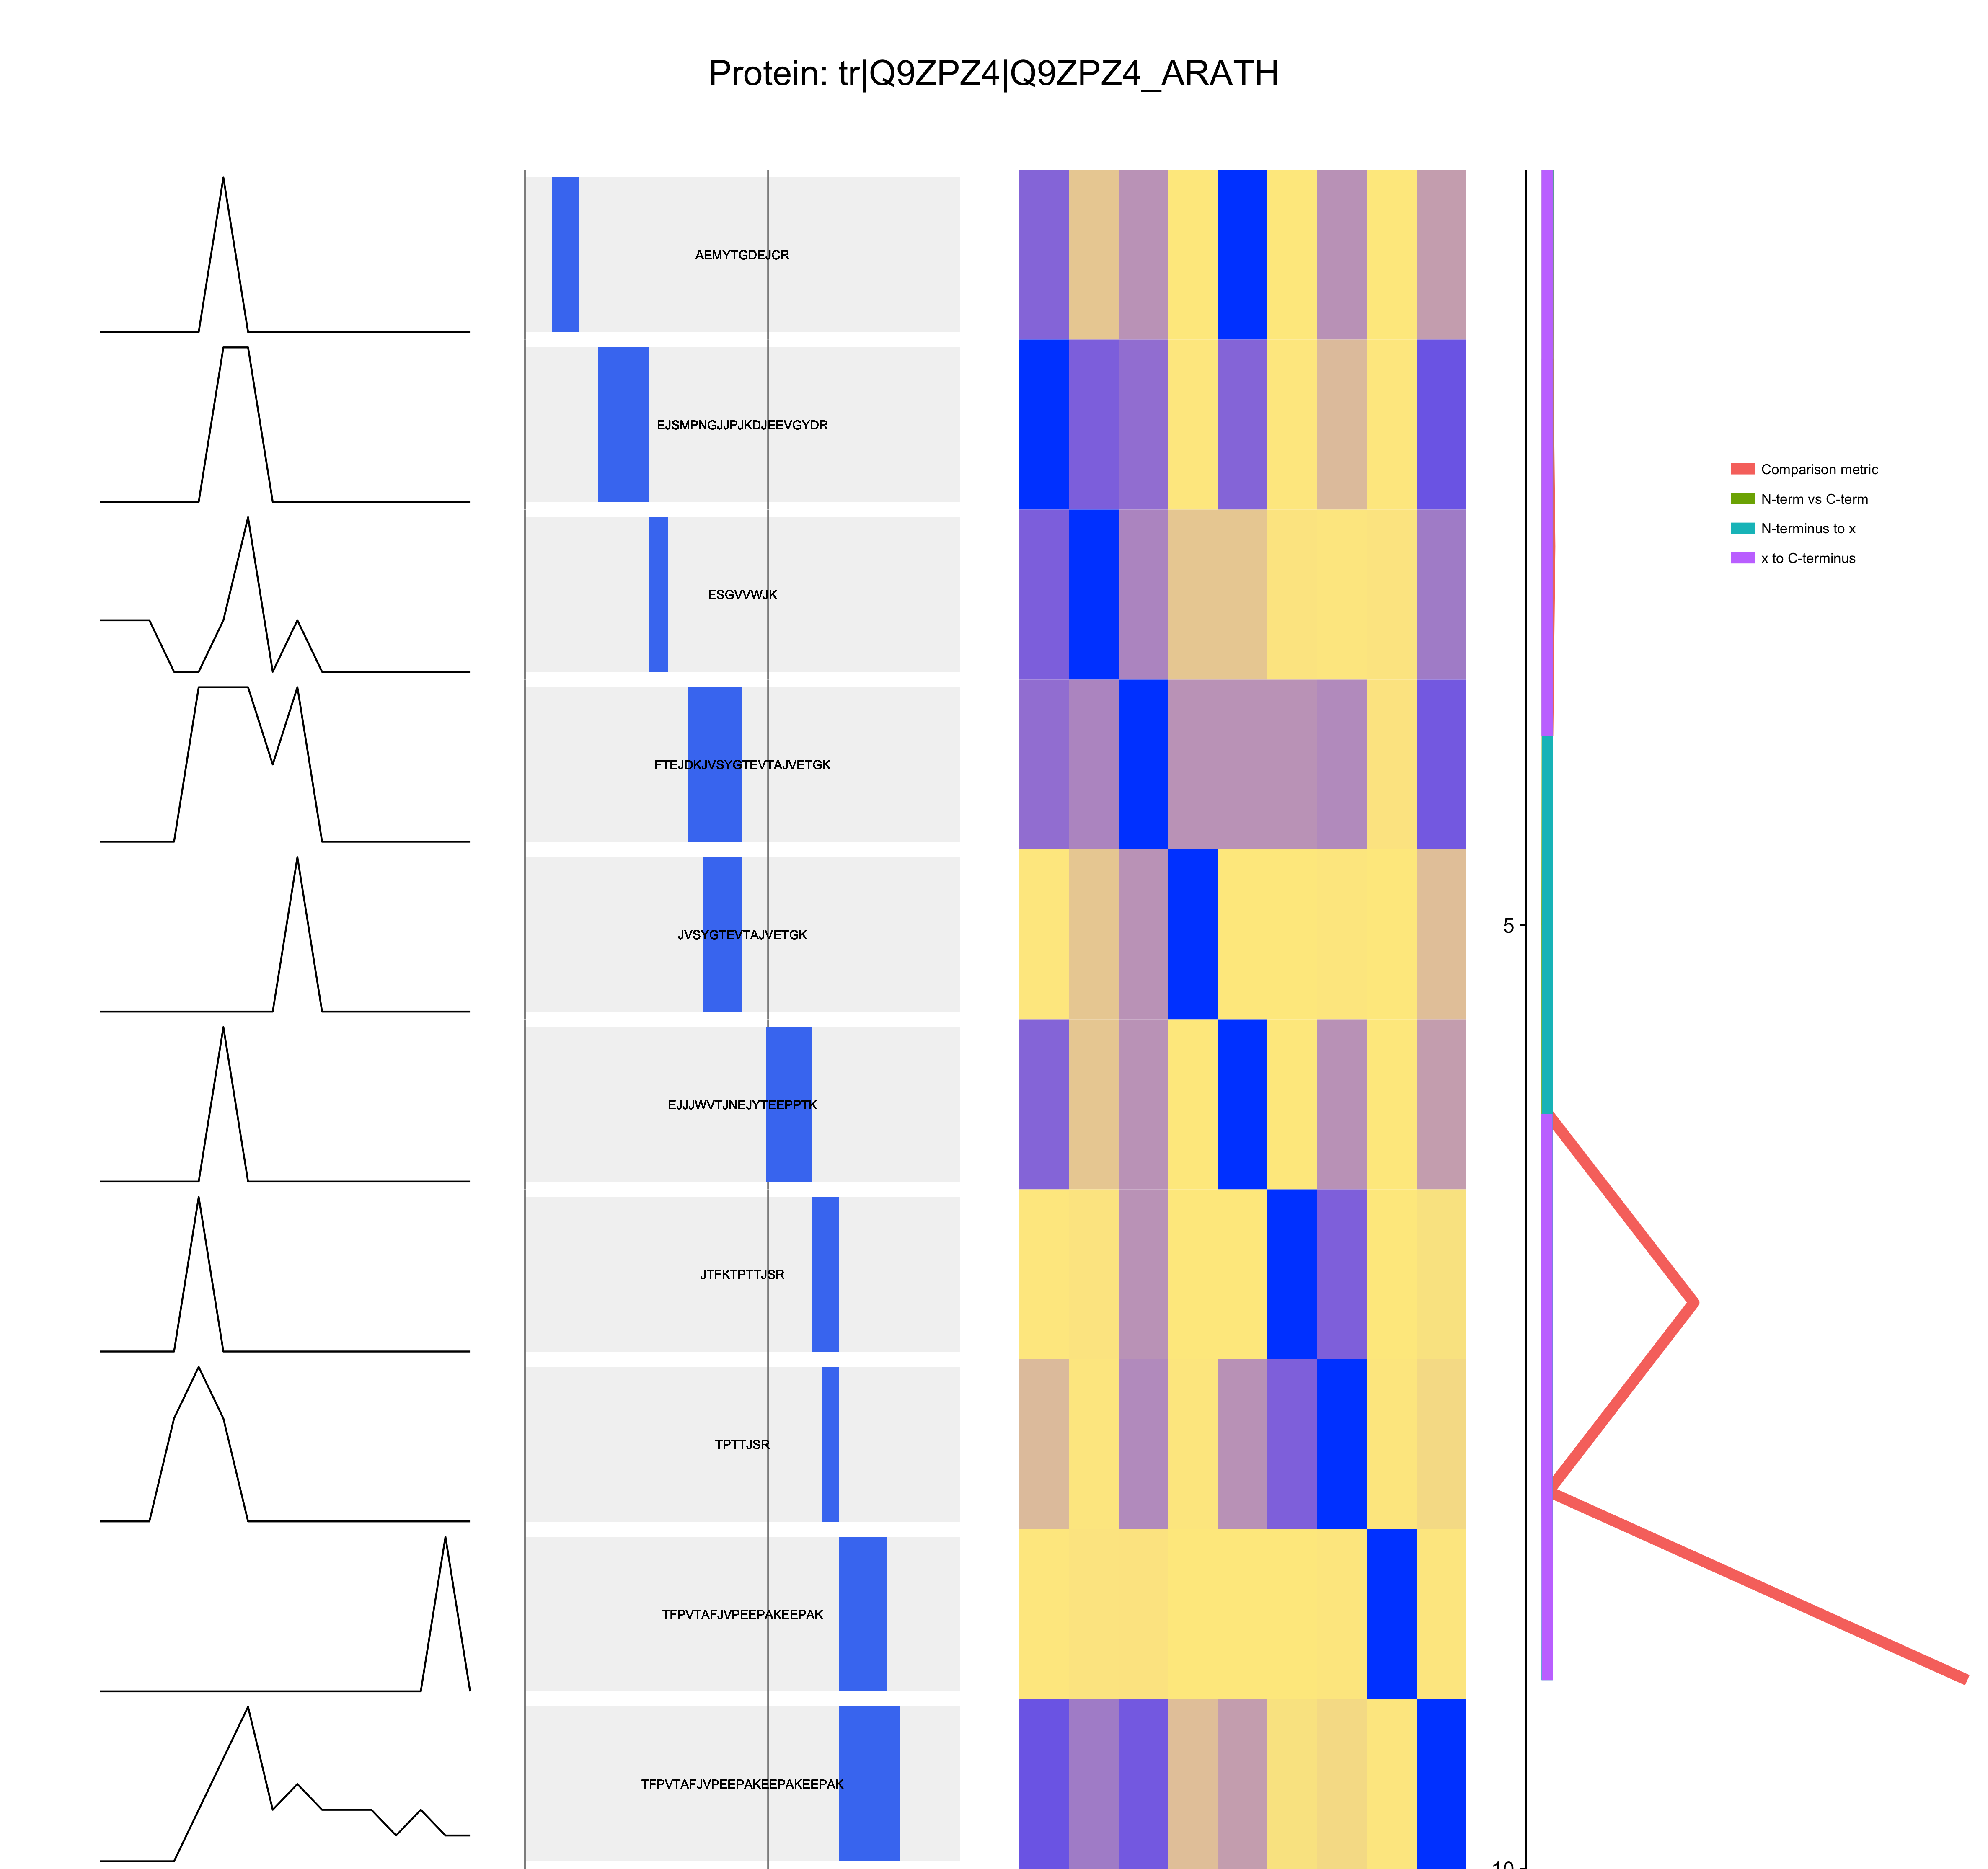 Protein: tr|Q9ZPZ4|Q9ZPZ4_ARATH
AEMYTGDEJCR
EJSMPNGJJPJKDJEEVGYDR
Comparison metric
N-term vs C-term
N-terminus to x
x to C-terminus
ESGVVWJK
FTEJDKJVSYGTEVTAJVETGK
JVSYGTEVTAJVETGK
5
EJJJWVTJNEJYTEEPPTK
JTFKTPTTJSR
TPTTJSR
TFPVTAFJVPEEPAKEEPAK
TFPVTAFJVPEEPAKEEPAKEEPAK
10